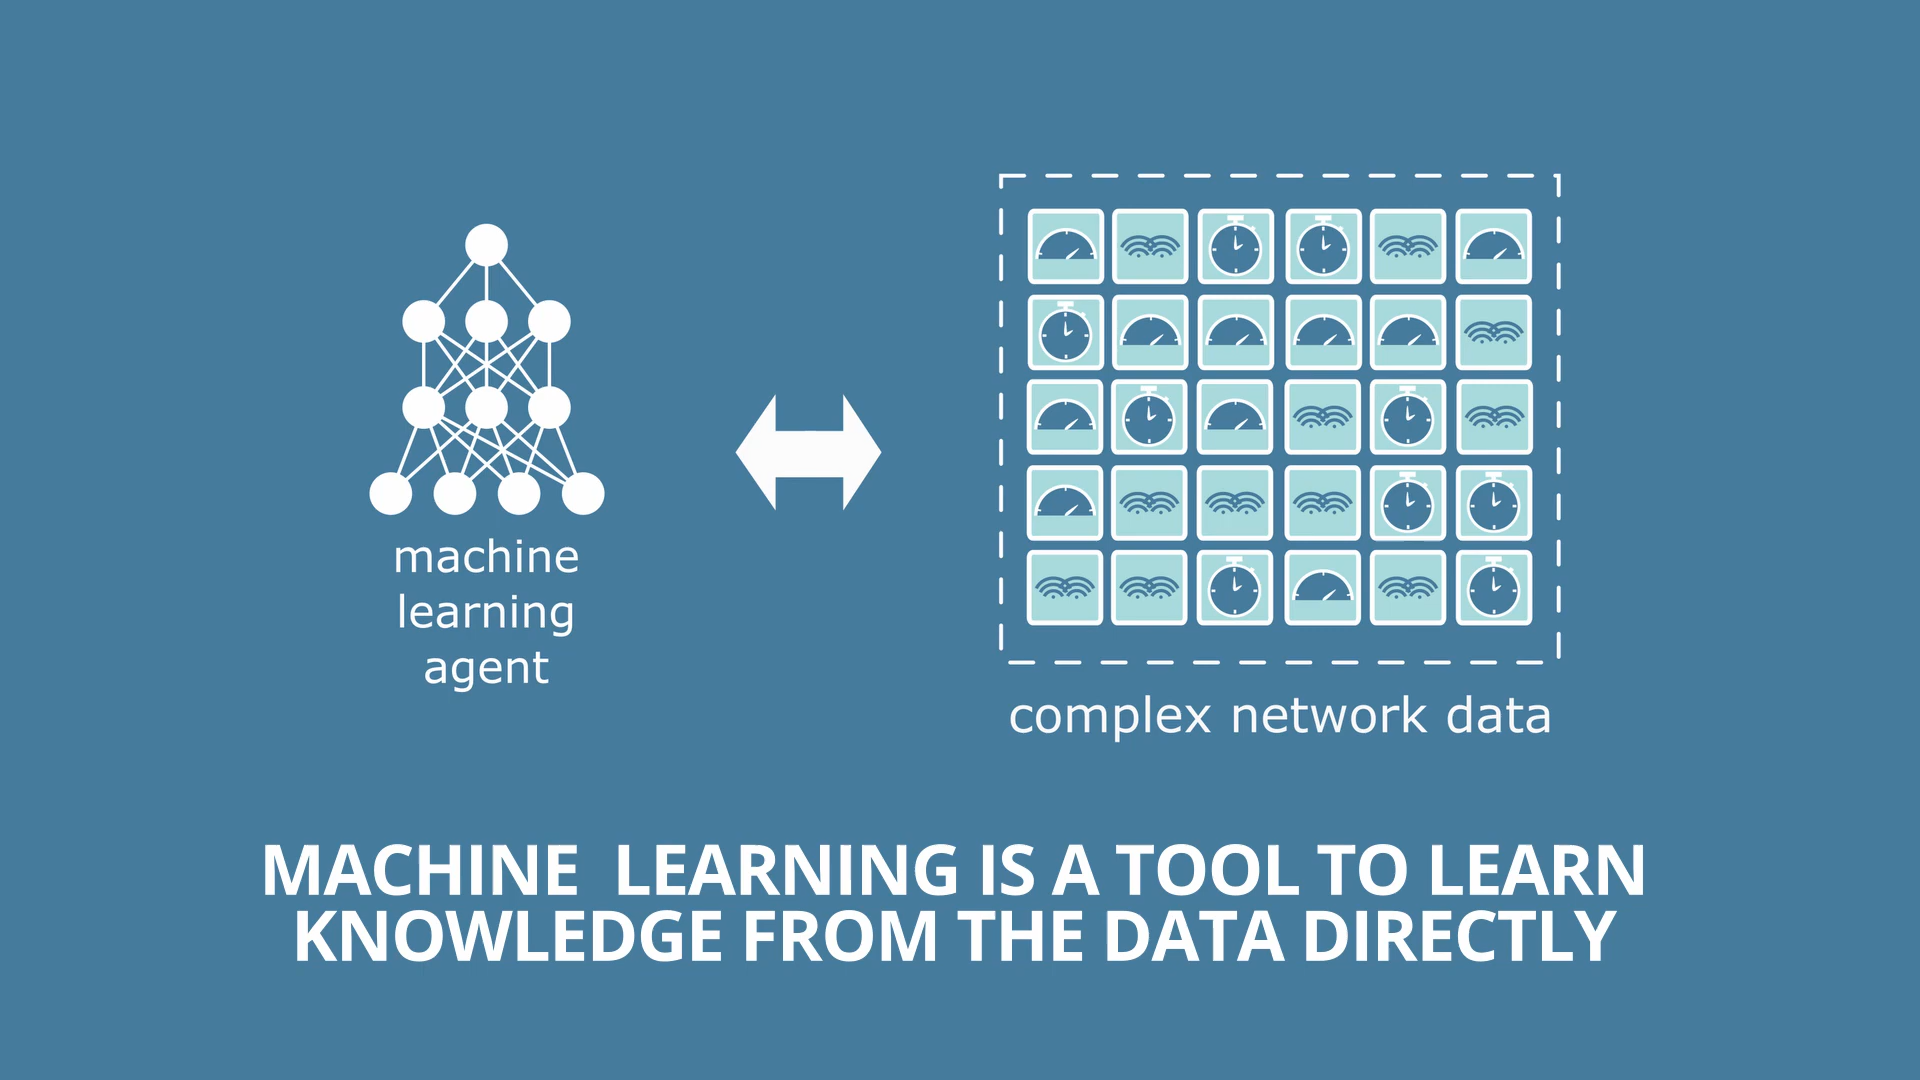 machine
learning
agent
complex network data
MACHINE  LEARNING IS A TOOL TO LEARN
KNOWLEDGE FROM THE DATA DIRECTLY